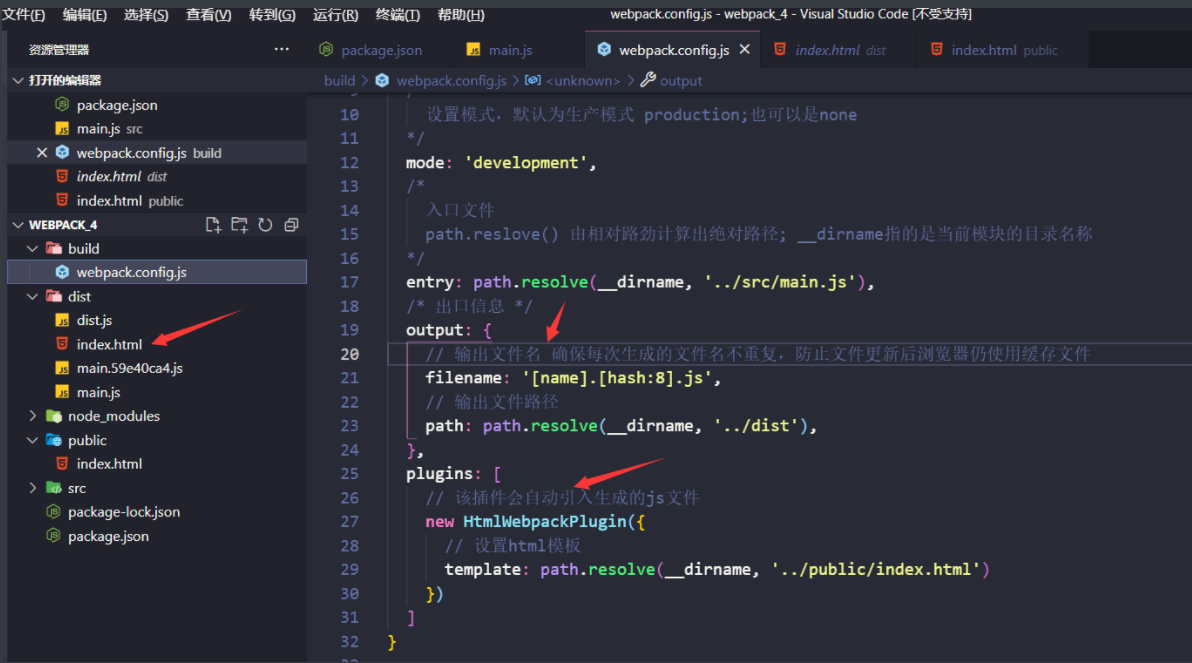 文件(F) 编辑(E) 选择(S) 查看(V) 转到(G) 运行(R) 终端(T) 帮助(H) webpack.config.js - webpack_4 - Visual Studio Code [不受支持]
资源管理器 ···
package.json main.js webpack.config.js index.html dist index.html public
打开的编辑器
build > webpack.config.js > <unknown> > output
package.json
main.js src
webpack.config.js build
index.html dist
index.html public
WEBPACK_4
build
webpack.config.js
dist
dist.js
index.html
main.59e40ca4.js
main.js
node_modules
public
index.html
src
package-lock.json
package.json
10 设置模式，默认为生产模式 production;也可以是none
11 */
12 mode: 'development',
13 /*
14 入口文件
15 path.reslove() 由相对路劲计算出绝对路径; __dirname指的是当前模块的目录名称
16 */
17 entry: path.resolve(__dirname, '../src/main.js'),
18 /* 出口信息 */
19 output: {
20 // 输出文件名 确保每次生成的文件名不重复，防止文件更新后浏览器仍使用缓存文件
21 filename: '[name].[hash:8].js',
22 // 输出文件路径
23 path: path.resolve(__dirname, '../dist'),
24 },
25 plugins: [
26 // 该插件会自动引入生成的js文件
27 new HtmlWebpackPlugin({
28 // 设置html模板
29 template: path.resolve(__dirname, '../public/index.html')
30 })
31 ]
32 }